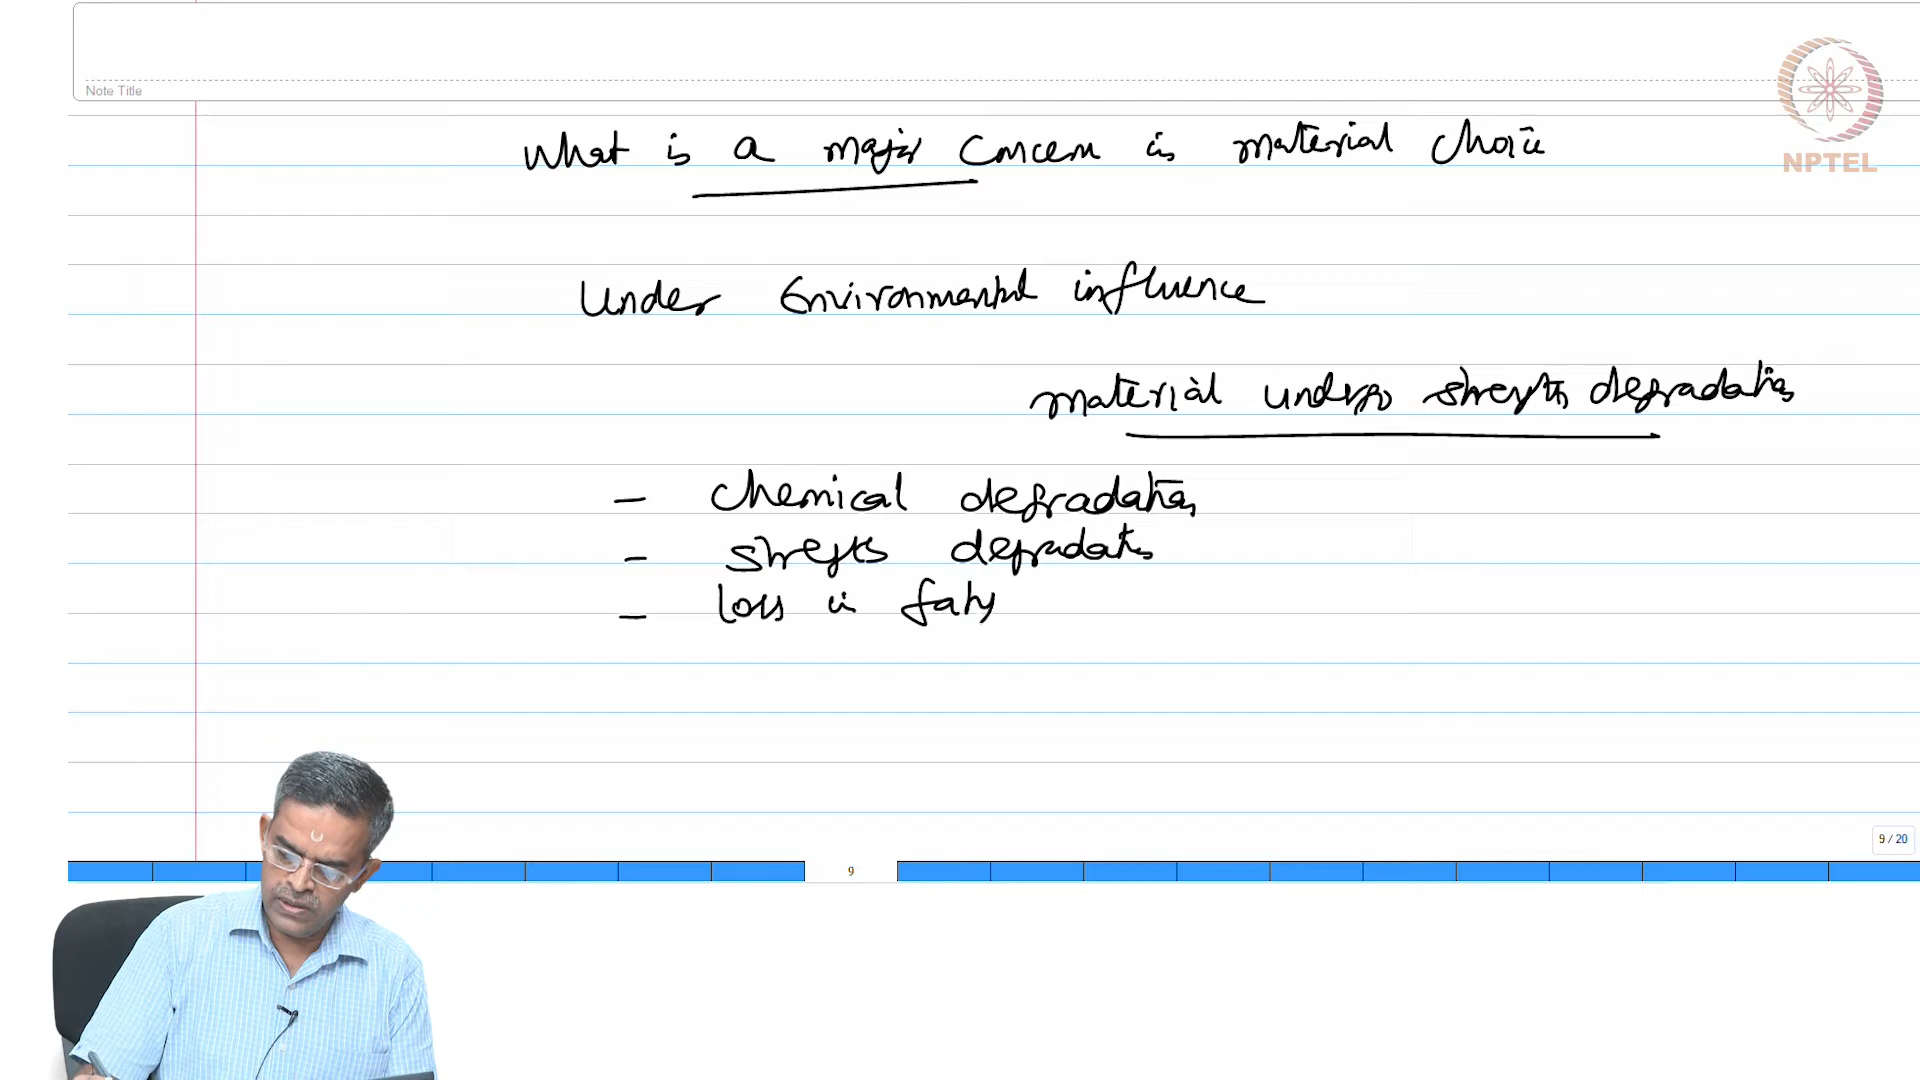 Note Title
NPTEL
What is a major concern in material choice
Under Environmental influence
material undergo strength degradation
- chemical degradation
- strength degradation
- loss in
9 / 20
9